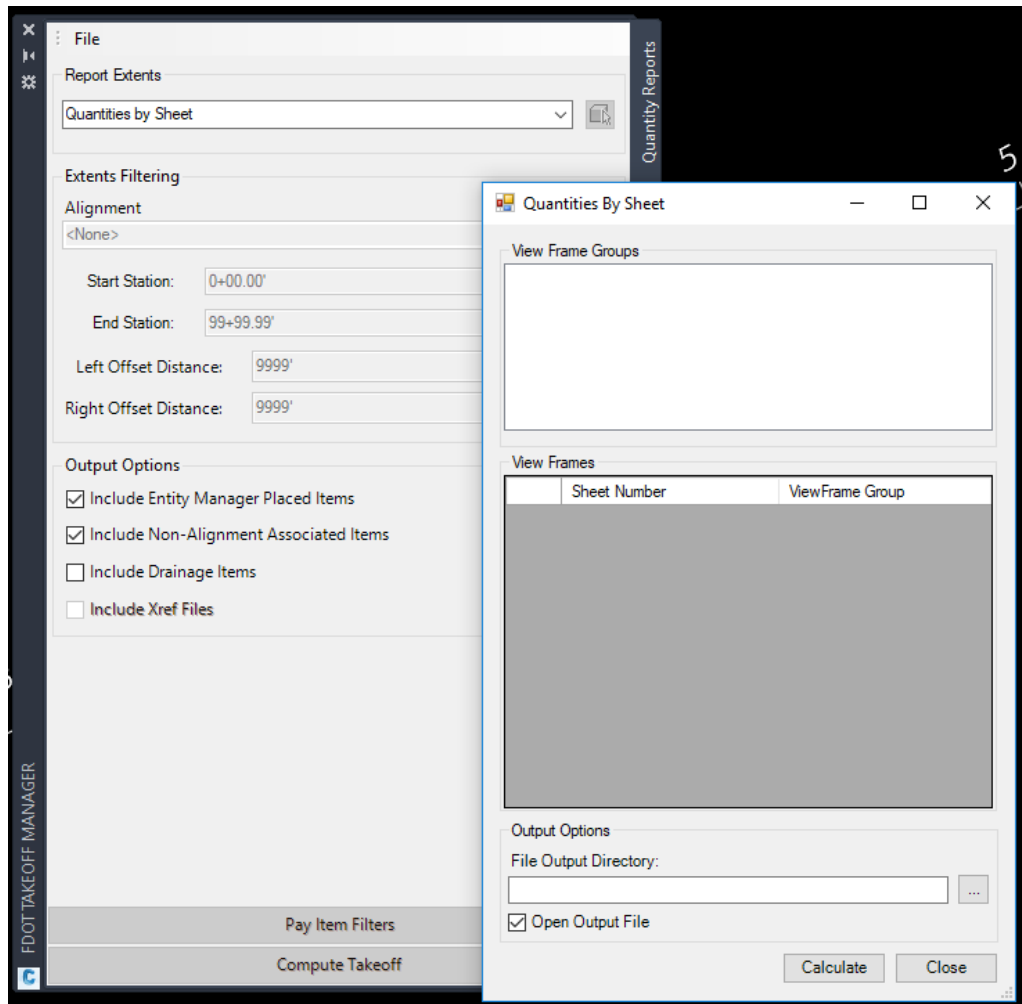 File
Report Extents
Quantities by Sheet
Quantity Reports
Extents Filtering
Alignment
<None>
Start Station: 0+00.00'
End Station: 99+99.99'
Left Offset Distance: 9999'
Right Offset Distance: 9999'
Output Options
Include Entity Manager Placed Items
Include Non-Alignment Associated Items
Include Drainage Items
Include Xref Files
Pay Item Filters
Compute Takeoff
FDOT TAKEOFF MANAGER
C
5
Quantities By Sheet
View Frame Groups
View Frames
Sheet Number ViewFrame Group
Output Options
File Output Directory:
...
Open Output File
Calculate Close